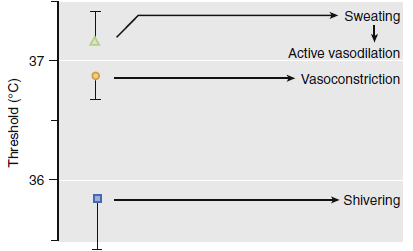 Sweating
37
Active vasodilation
Vasoconstriction
Threshold (°C)
36
Shivering